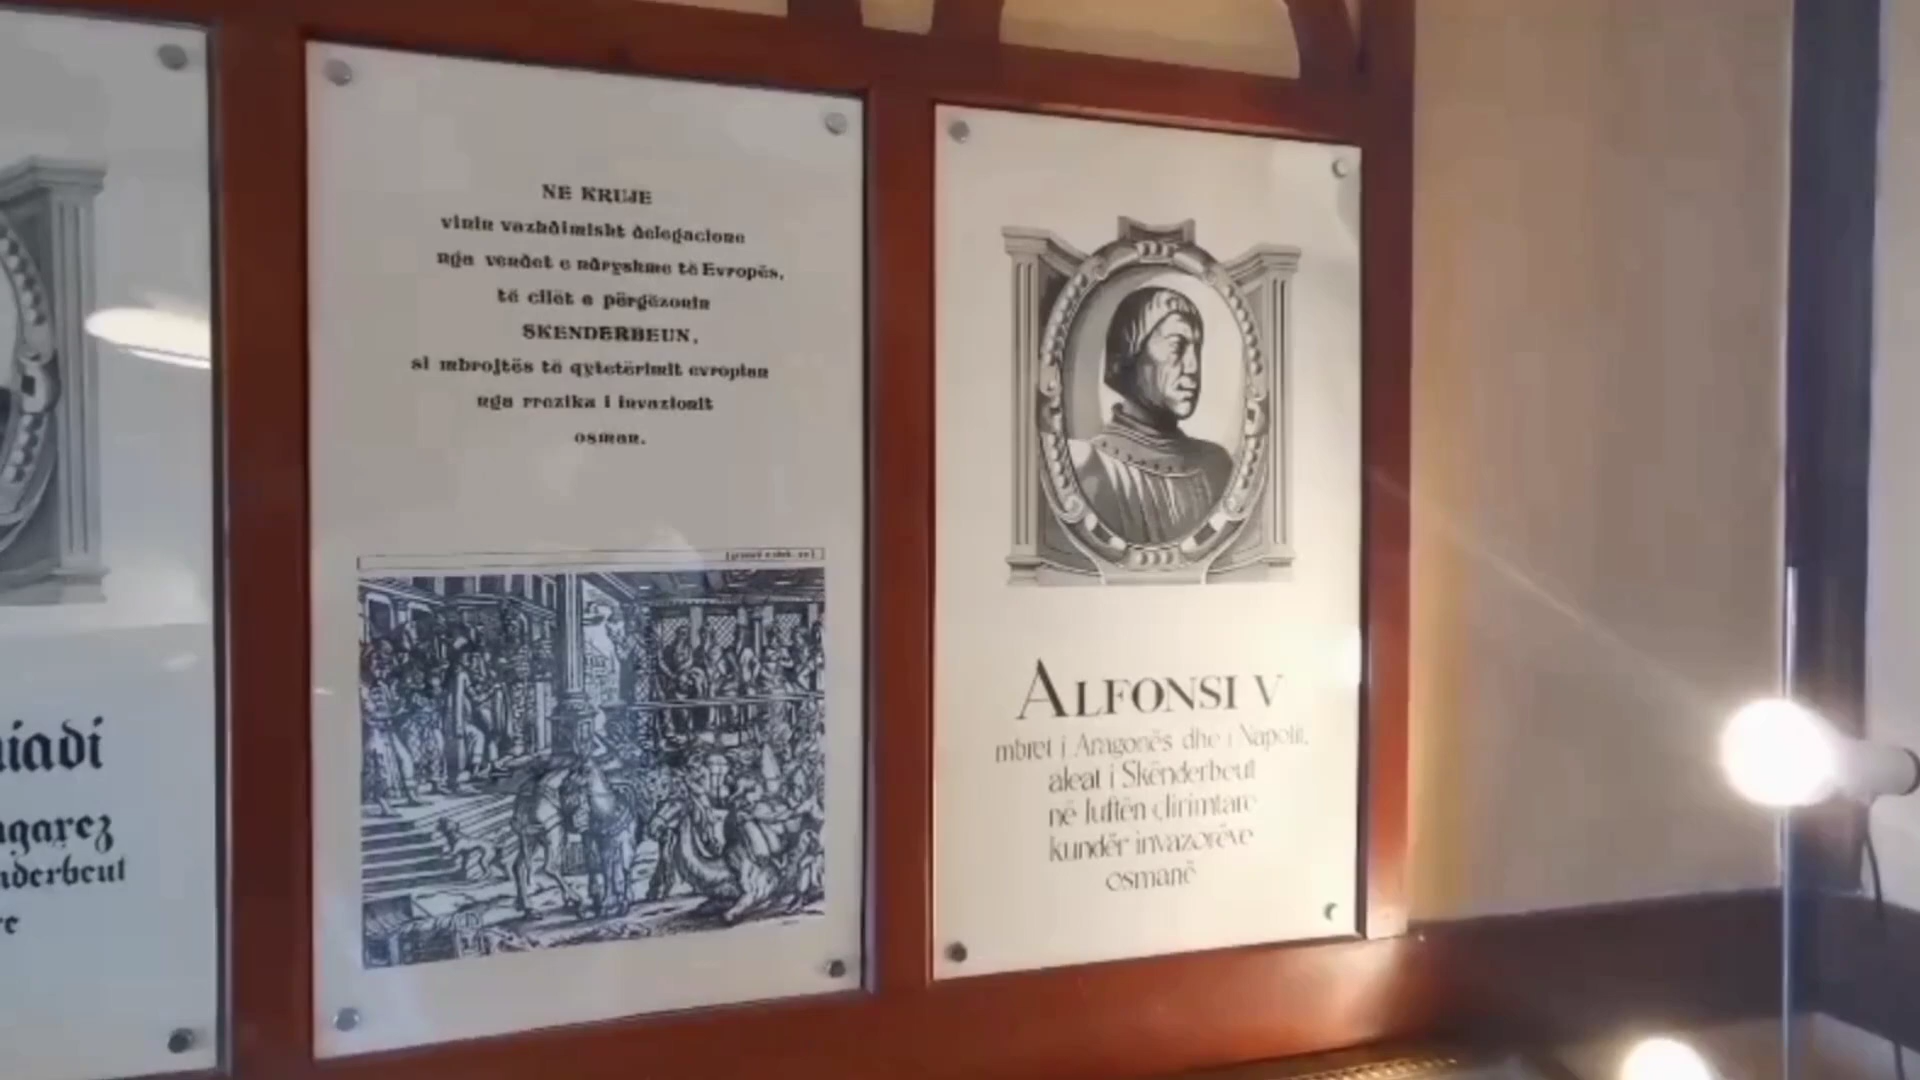 iadi
garez
nderbeut
re
NE KRUJE
vinin vazhdimisht delegacione
nga vendet e ndryshme të Evropës,
të cilët e përgëzonin
SKENDERBEUN,
si mbrojtës të qytetërimit evropian
nga rreziku i invazionit
osman.
ALFONSI V
mbret i Aragonës dhe i Napolit,
aleat i Skënderbeut
në luftën çlirimtare
kundër invazorëve
osmanë